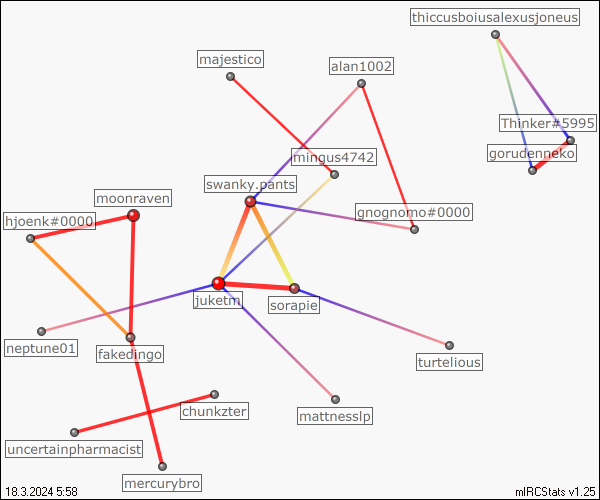 thiccusboiusalexusjoneus
majestico
alan1002
Thinker#5995
gorudenneko
mingus4742
swanky.pants
moonraven
hjoenk#0000
gnognomo#0000
juketm
sorapie
neptune01
fakedingo
turtelious
chunkzter
mattnesslp
uncertainpharmacist
mercurybro
18.3.2024 5:58
mIRCStats v1.25